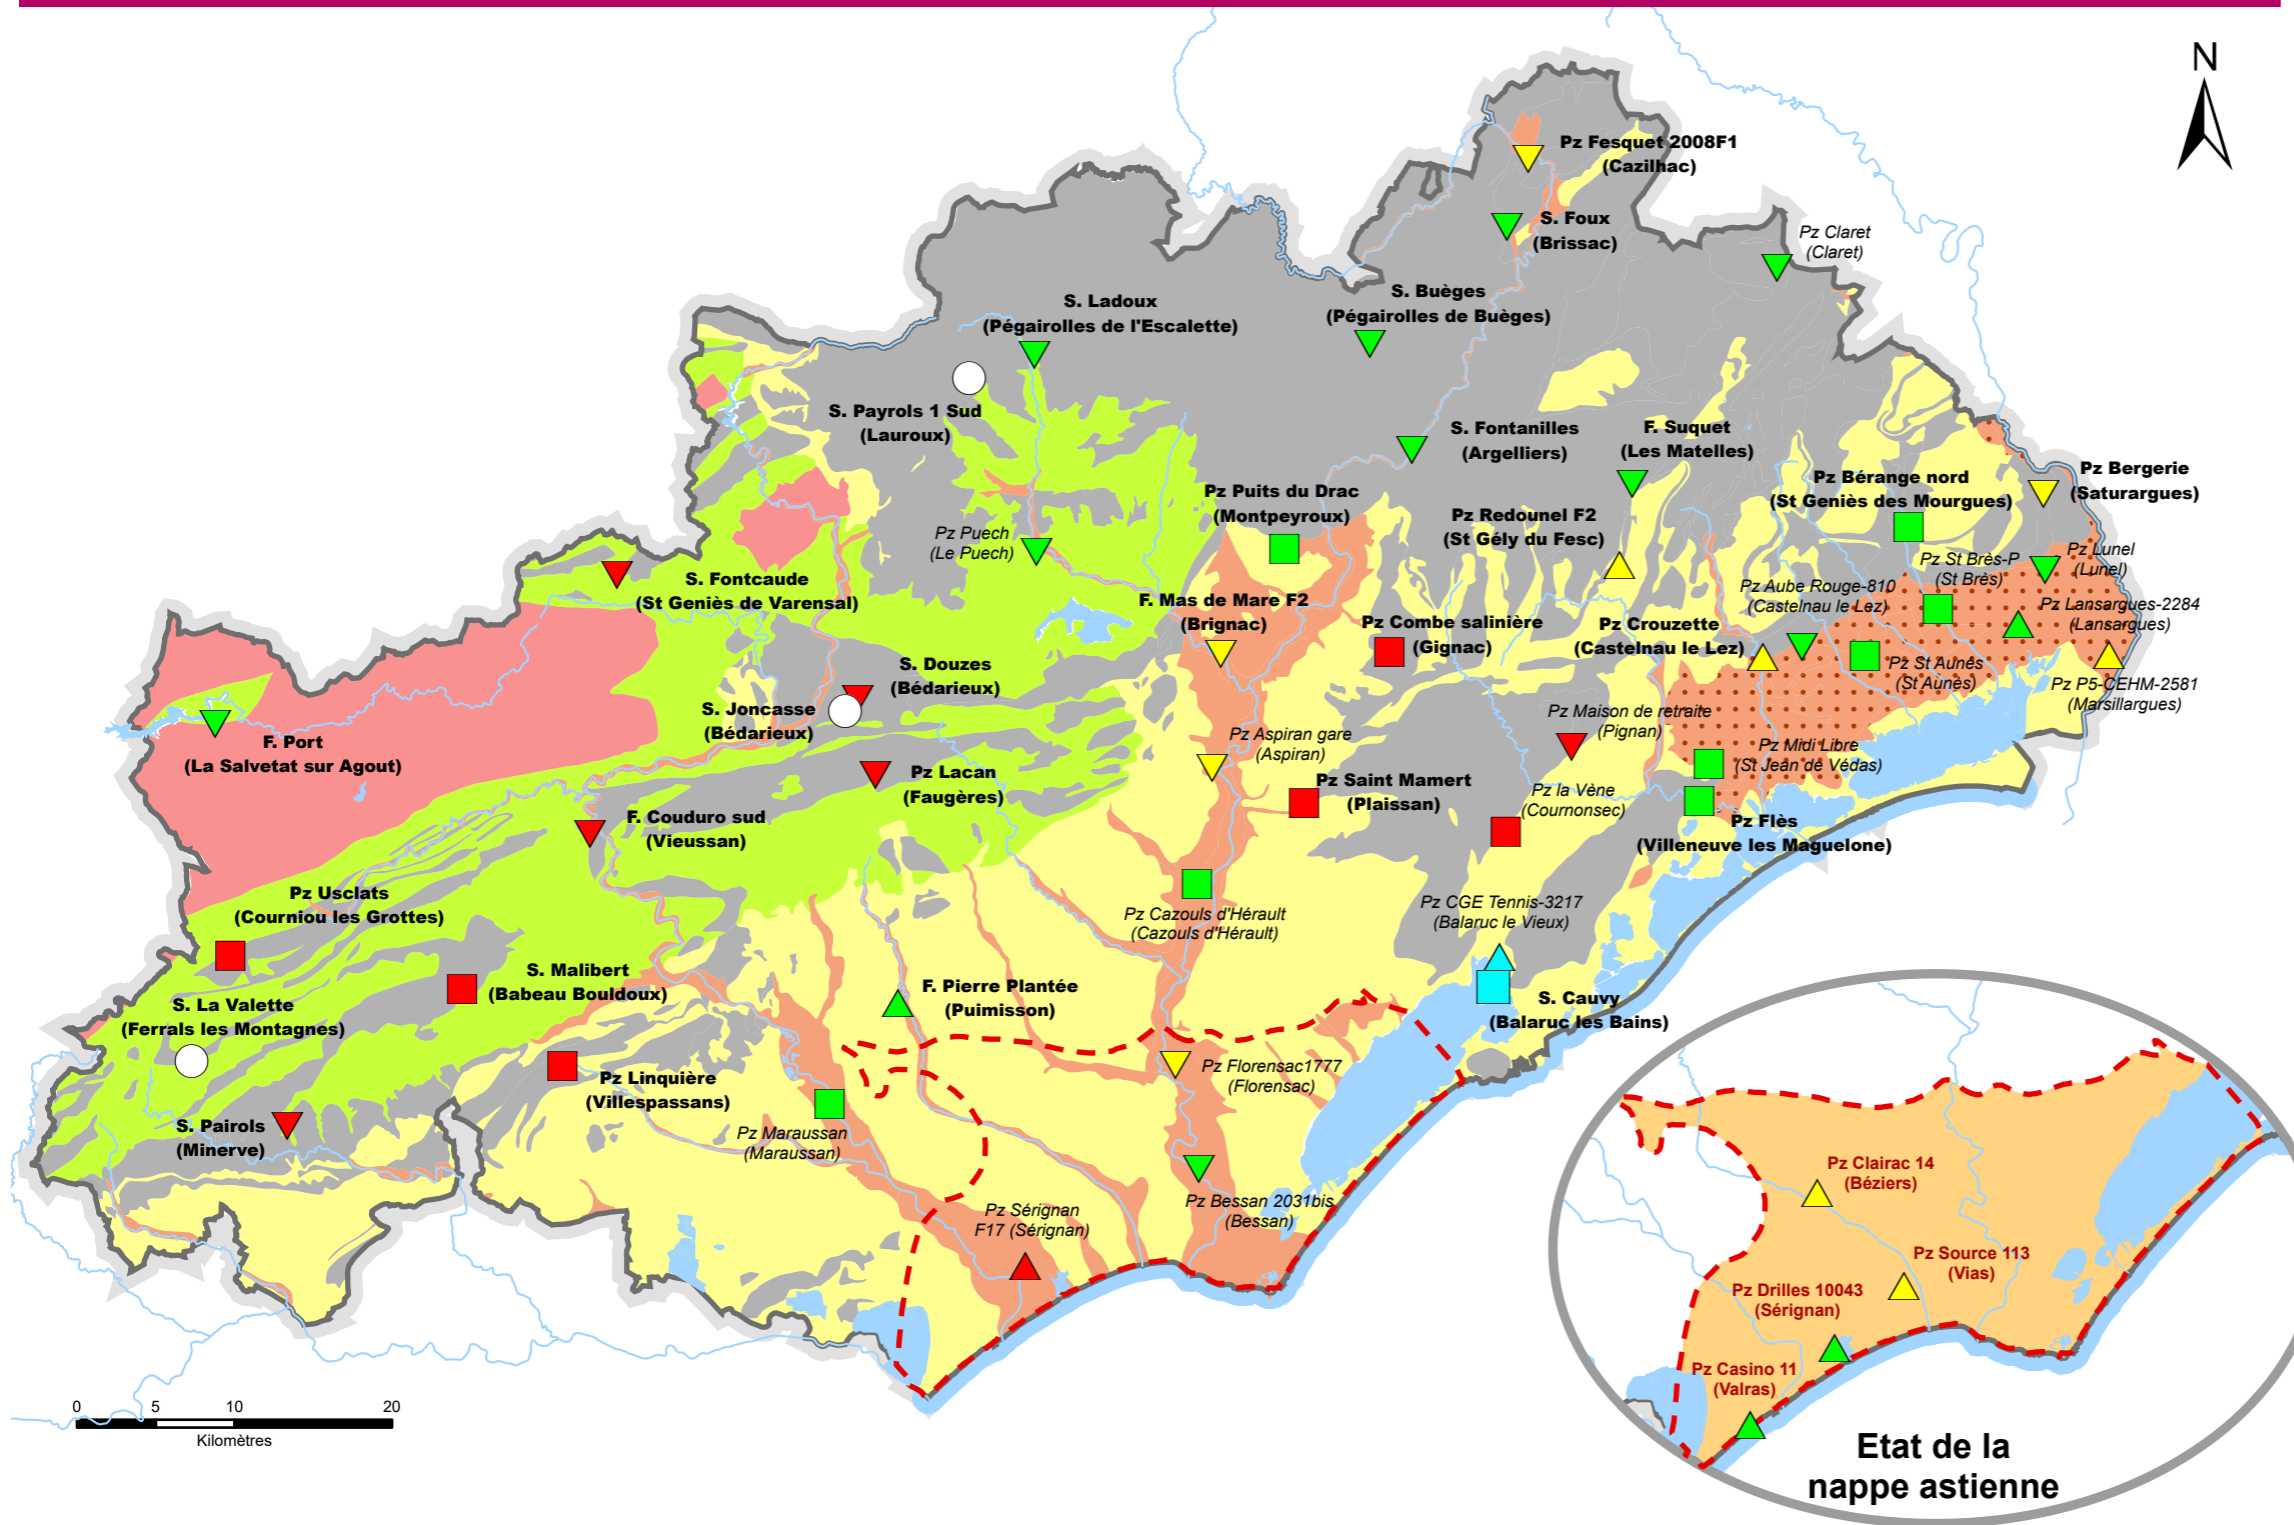 N
Pz Fesquet 2008F1
(Cazilhac)
S. Foux
(Brissac)
Pz Claret
(Claret)
S. Ladoux
(Pégairolles de l'Escalette)
S. Buèges
(Pégairolles de Buèges)
S. Payrols 1 Sud
(Lauroux)
S. Fontanilles
(Argelliers)
F. Suquet
(Les Matelles)
Pz Bérange nord
(St Geniès des Mourgues)
Pz Bergerie
(Saturargues)
Pz Puits du Drac
(Montpeyroux)
Pz Redounel F2
(St Gély du Fesc)
Pz Puech
(Le Puech)
Pz St Brès-P
(St Brès)
Pz Lunel
(Lunel)
S. Fontcaude
(St Geniès de Varensal)
Pz Aube Rouge-810
(Castelnau le Lez)
F. Mas de Mare F2
(Brignac)
Pz Lansargues-2284
(Lansargues)
Pz Combe salinière
(Gignac)
Pz Crouzette
(Castelnau le Lez)
S. Douzes
(Bédarieux)
Pz St Aunès
(St Aunès)
Pz P5-CEHM-2581
(Marsillargues)
S. Joncasse
(Bédarieux)
Pz Maison de retraite
(Pignan)
F. Port
(La Salvetat sur Agout)
Pz Aspiran gare
(Aspiran)
Pz Midi Libre
(St Jean de Védas)
Pz Lacan
(Faugères)
Pz Saint Mamert
(Plaissan)
Pz la Vène
(Cournonsec)
F. Couduro sud
(Vieussan)
Pz Flès
(Villeneuve les Maguelone)
Pz Usclats
(Courniou les Grottes)
Pz Cazouls d'Hérault
(Cazouls d'Hérault)
Pz CGE Tennis-3217
(Balaruc le Vieux)
S. Malibert
(Babeau Bouldoux)
F. Pierre Plantée
(Puimisson)
S. La Valette
(Ferrals les Montagnes)
S. Cauvy
(Balaruc les Bains)
Pz Linquière
(Villespassans)
Pz Florensac1777
(Florensac)
S. Pairols
(Minerve)
Pz Maraussan
(Maraussan)
Pz Bessan 2031bis
(Bessan)
Pz Sérignan
F17 (Sérignan)
Pz Clairac 14
(Béziers)
Pz Source 113
(Vias)
Pz Drilles 10043
(Sérignan)
Pz Casino 11
(Valras)
0 5 10 20
Kilomètres
Etat de la
nappe astienne